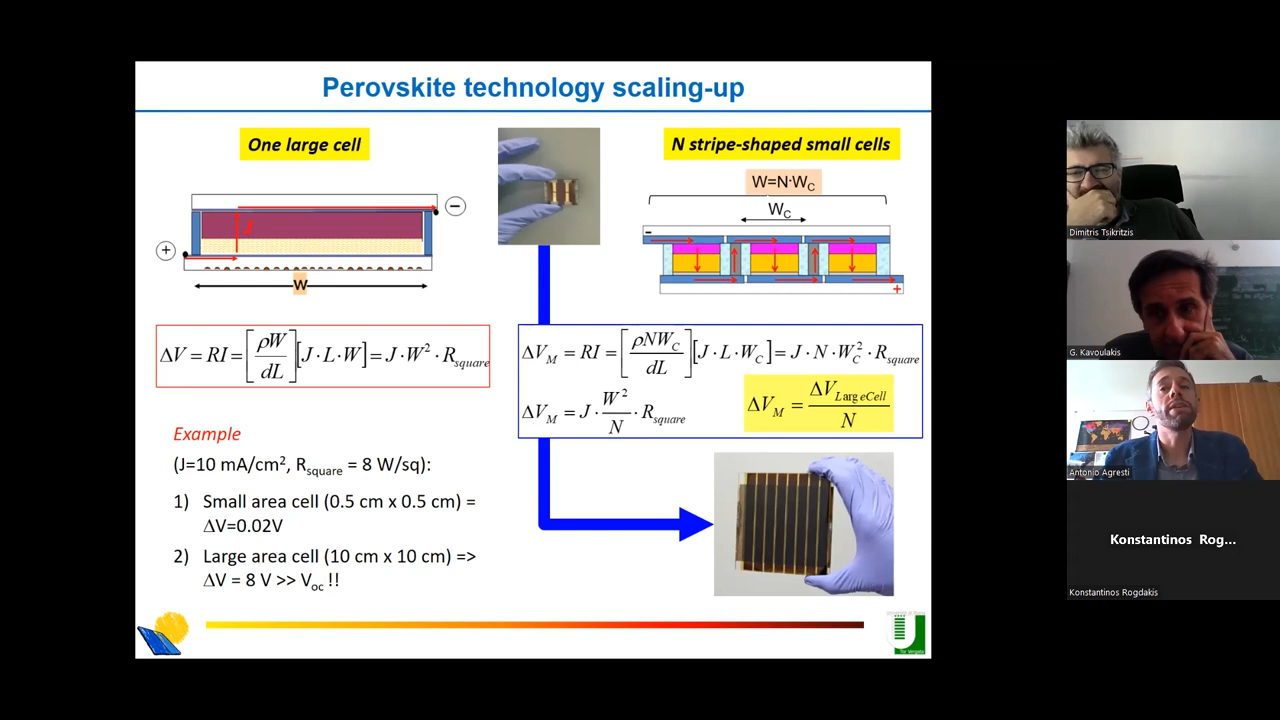 Perovskite technology scaling-up
One large cell
N stripe-shaped small cells
W=N·W_C
W_C
-
J
−
+
W
+
ΔV = RI = [ρW / dL] [J·L·W] = J·W²·R_square
ΔV_M = RI = [ρNW_C / dL] [J·L·W_C] = J·N·W_C²·R_square
ΔV_M = J·W²/N·R_square
ΔV_M = ΔV_LargeCell / N
Example
(J=10 mA/cm², R_square = 8 W/sq):
1) Small area cell (0.5 cm x 0.5 cm) =
ΔV=0.02V
2) Large area cell (10 cm x 10 cm) =>
ΔV = 8 V >> V_oc !!
Tor Vergata
Dimitris Tsikritzis
G. Kavoulakis
Antonio Agresti
Konstantinos Rog...
Konstantinos Rogdakis